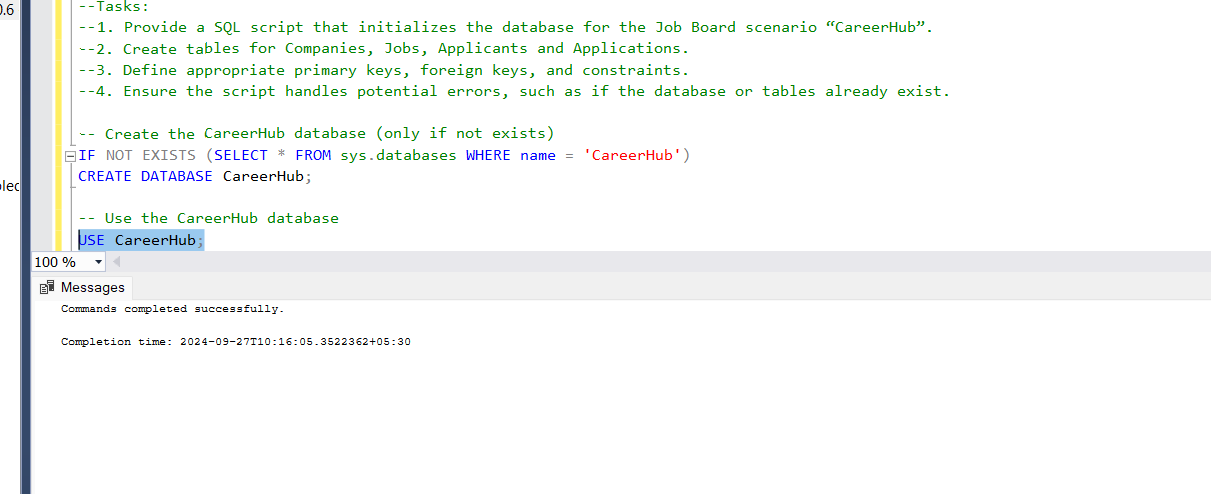 0.6
--Tasks:
--1. Provide a SQL script that initializes the database for the Job Board scenario “CareerHub”.
--2. Create tables for Companies, Jobs, Applicants and Applications.
--3. Define appropriate primary keys, foreign keys, and constraints.
--4. Ensure the script handles potential errors, such as if the database or tables already exist.
-- Create the CareerHub database (only if not exists)
IF NOT EXISTS (SELECT * FROM sys.databases WHERE name = 'CareerHub')
CREATE DATABASE CareerHub;
-- Use the CareerHub database
USE CareerHub;
100 %
Messages
Commands completed successfully.
Completion time: 2024-09-27T10:16:05.3522362+05:30